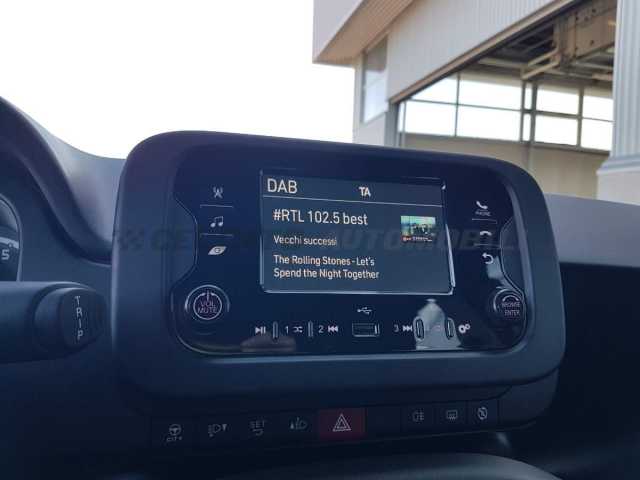 DAB TA
#RTL 102.5 best
Vecchi successi
The Rolling Stones - Let's
Spend the Night Together
PHONE
VOL
MUTE
BROWSE
ENTER
1 2 3
TRIP
5°
CITY
SET